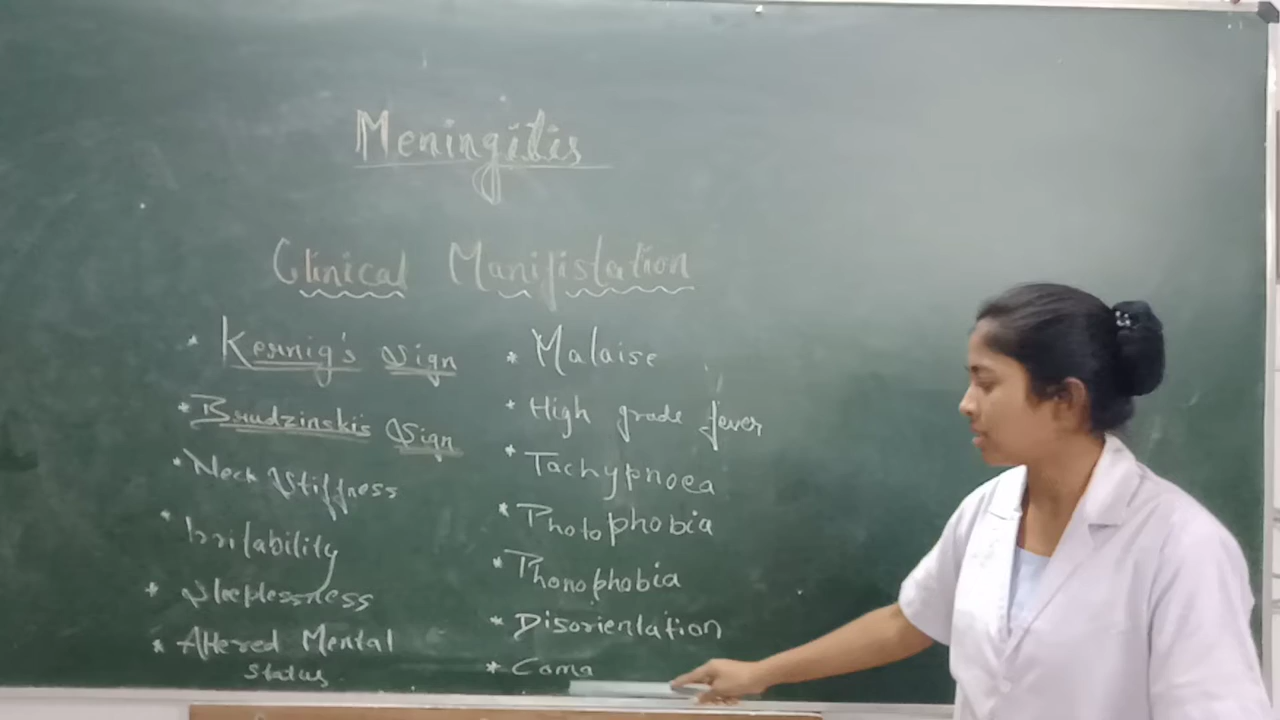 Meningitis
Clinical Manifistation
* Kernig's Sign
* Brudzinskiis Sign
* Neck Stiffness
* Irritability
* Sleeplessness
* Altered Mental
Status
* Malaise
* High grade fever
* Tachypnoea
* Photophobia
* Phonophobia
* Disorientation
* Coma